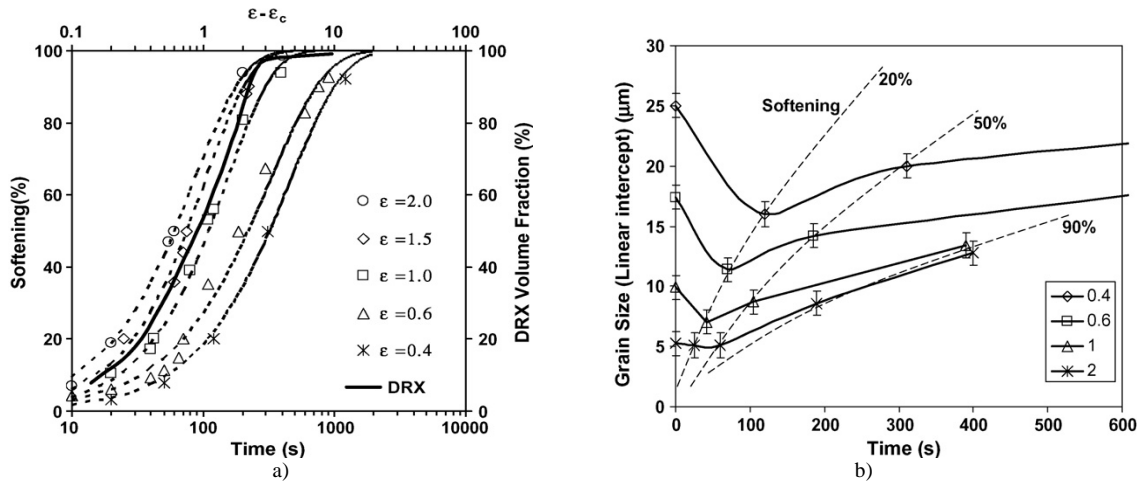 ε-εc
0.1 1 10 100
100
80
60
40
20
0
Softening(%)
100
80
60
40
20
0
DRX Volume Fraction (%)
ε =2.0
ε =1.5
ε =1.0
ε =0.6
ε =0.4
DRX
10 100 1000 10000
Time (s)
a)
30
25
20
15
10
5
0
Grain Size (Linear intercept) (μm)
Softening
20%
50%
90%
0.4
0.6
1
2
0 100 200 300 400 500 600
Time (s)
b)